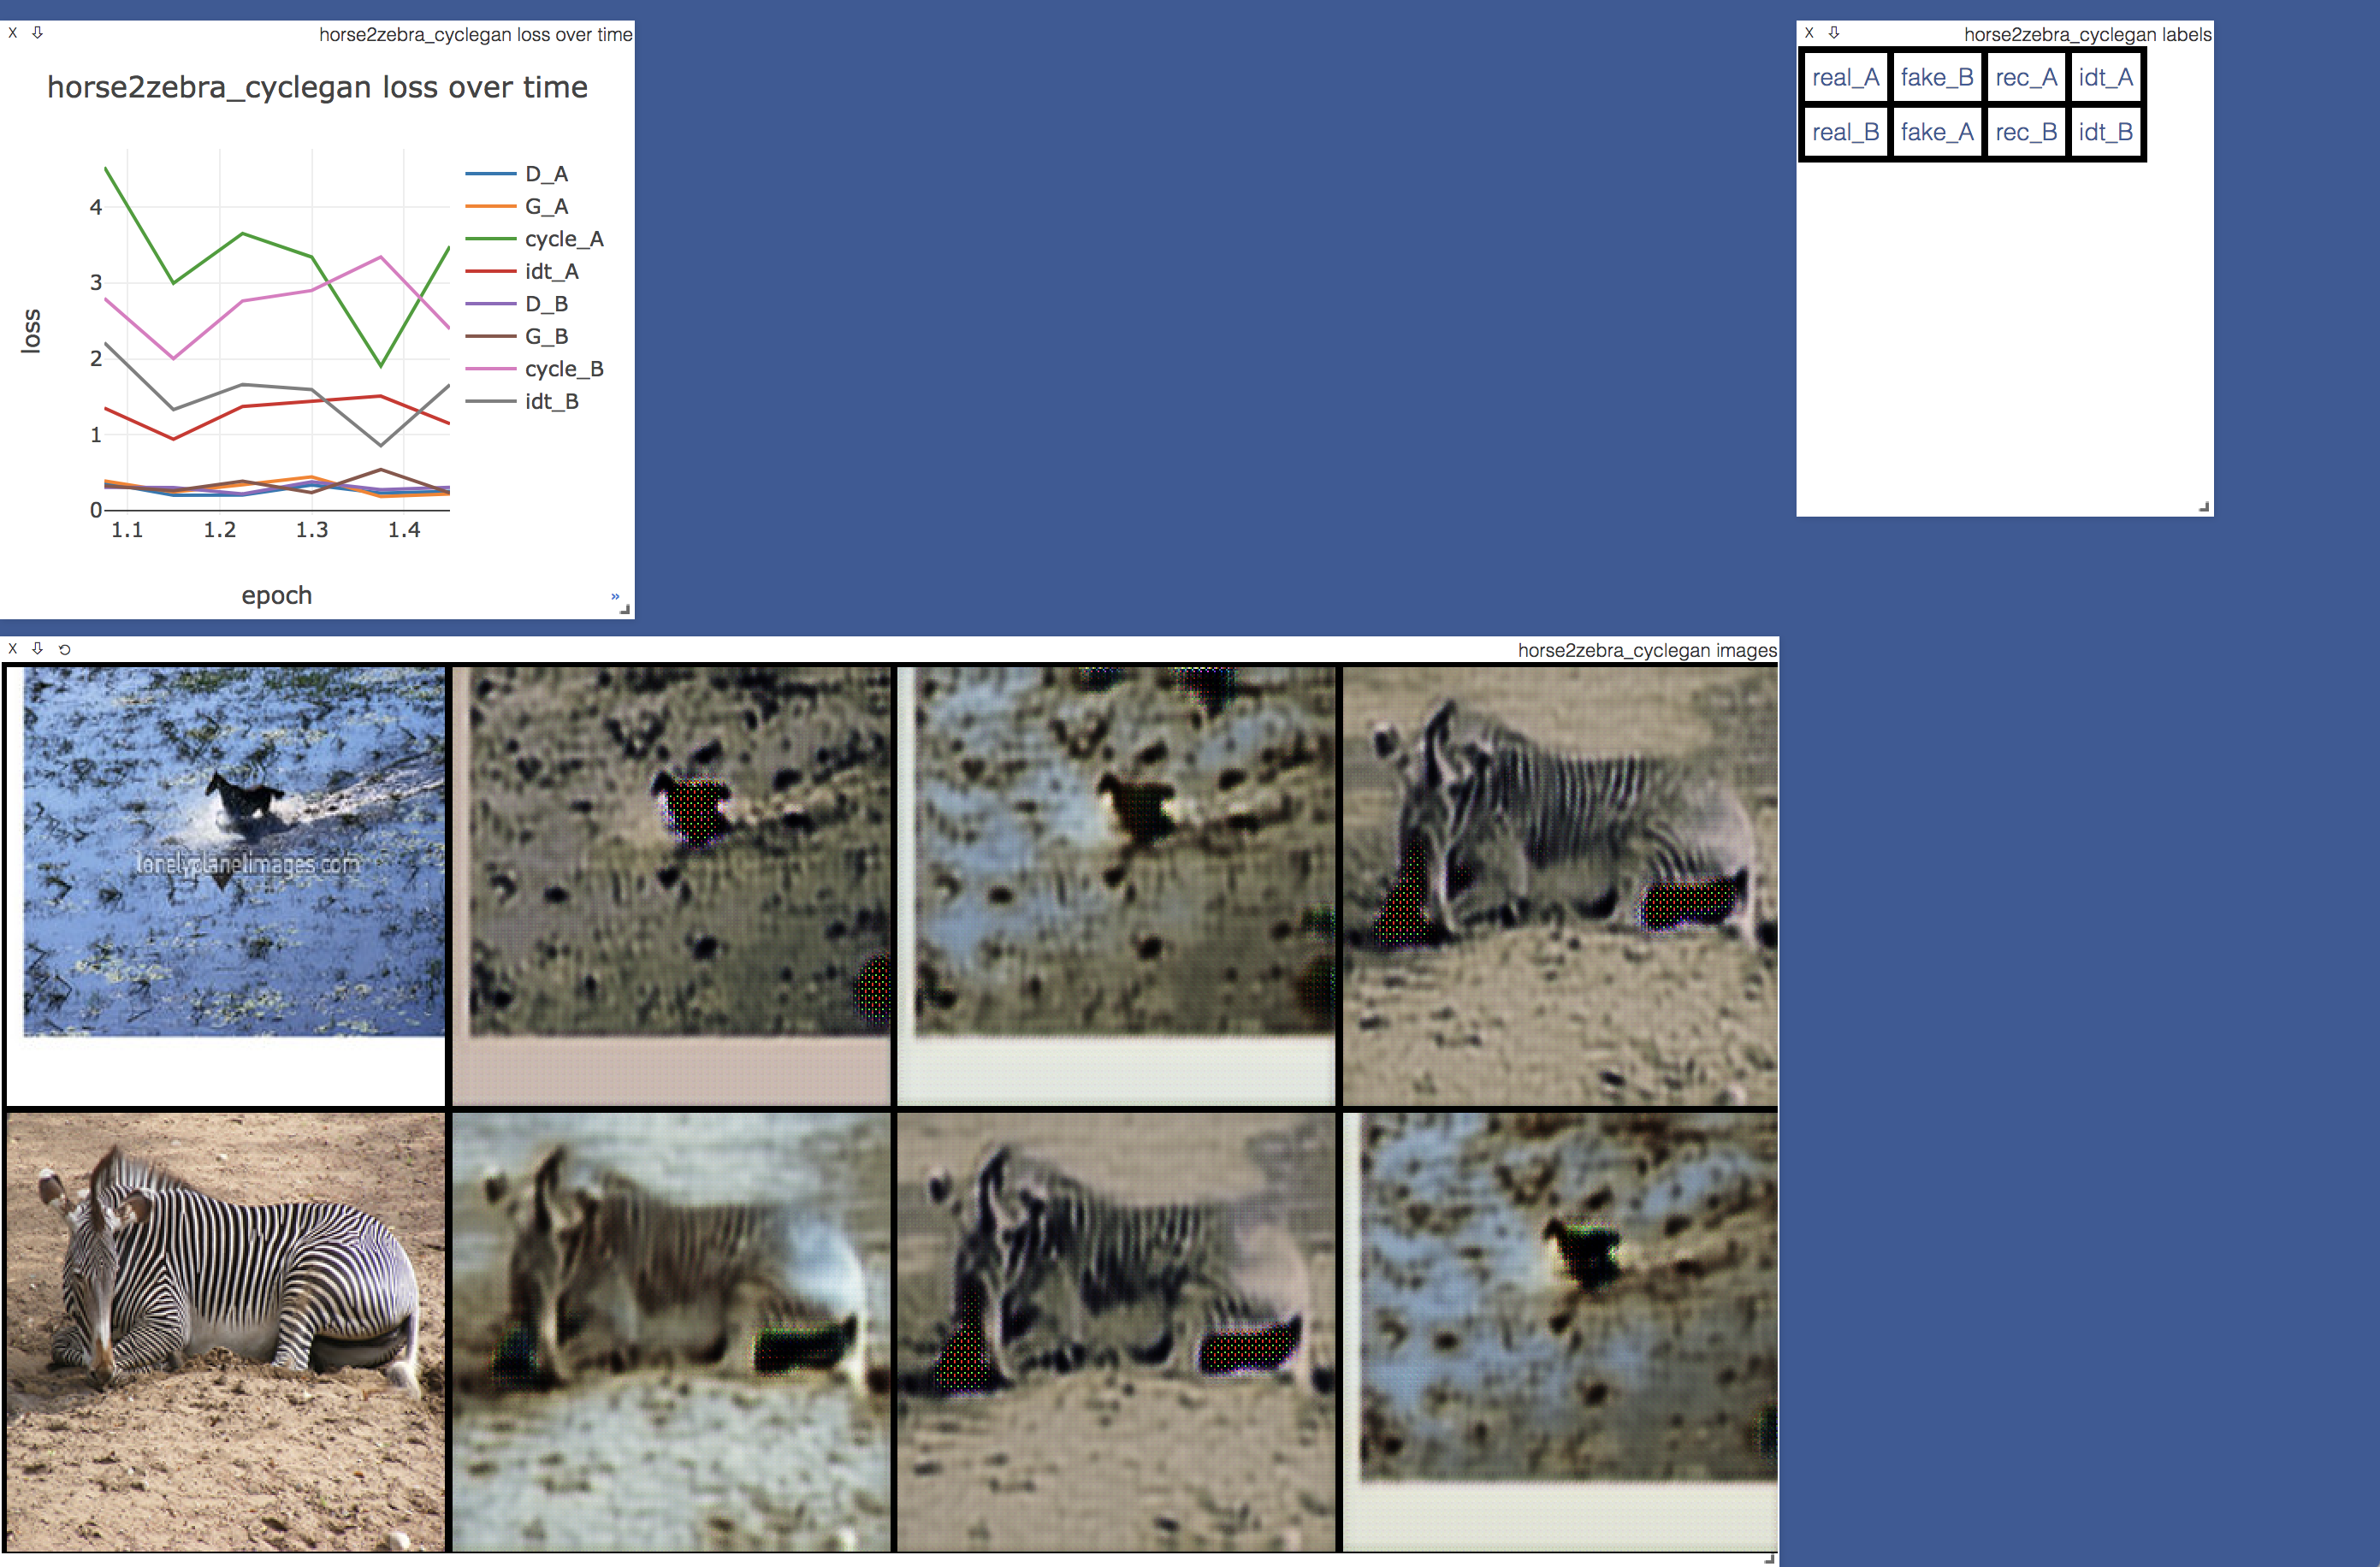 X ⇩ horse2zebra_cyclegan loss over time
horse2zebra_cyclegan loss over time
loss
4
3
2
1
0
1.1 1.2 1.3 1.4
epoch
D_A
G_A
cycle_A
idt_A
D_B
G_B
cycle_B
idt_B
»
X ⇩ horse2zebra_cyclegan labels
real_A fake_B rec_A idt_A
real_B fake_A rec_B idt_B
X ⇩ horse2zebra_cyclegan images
lonelyplanetimages.com